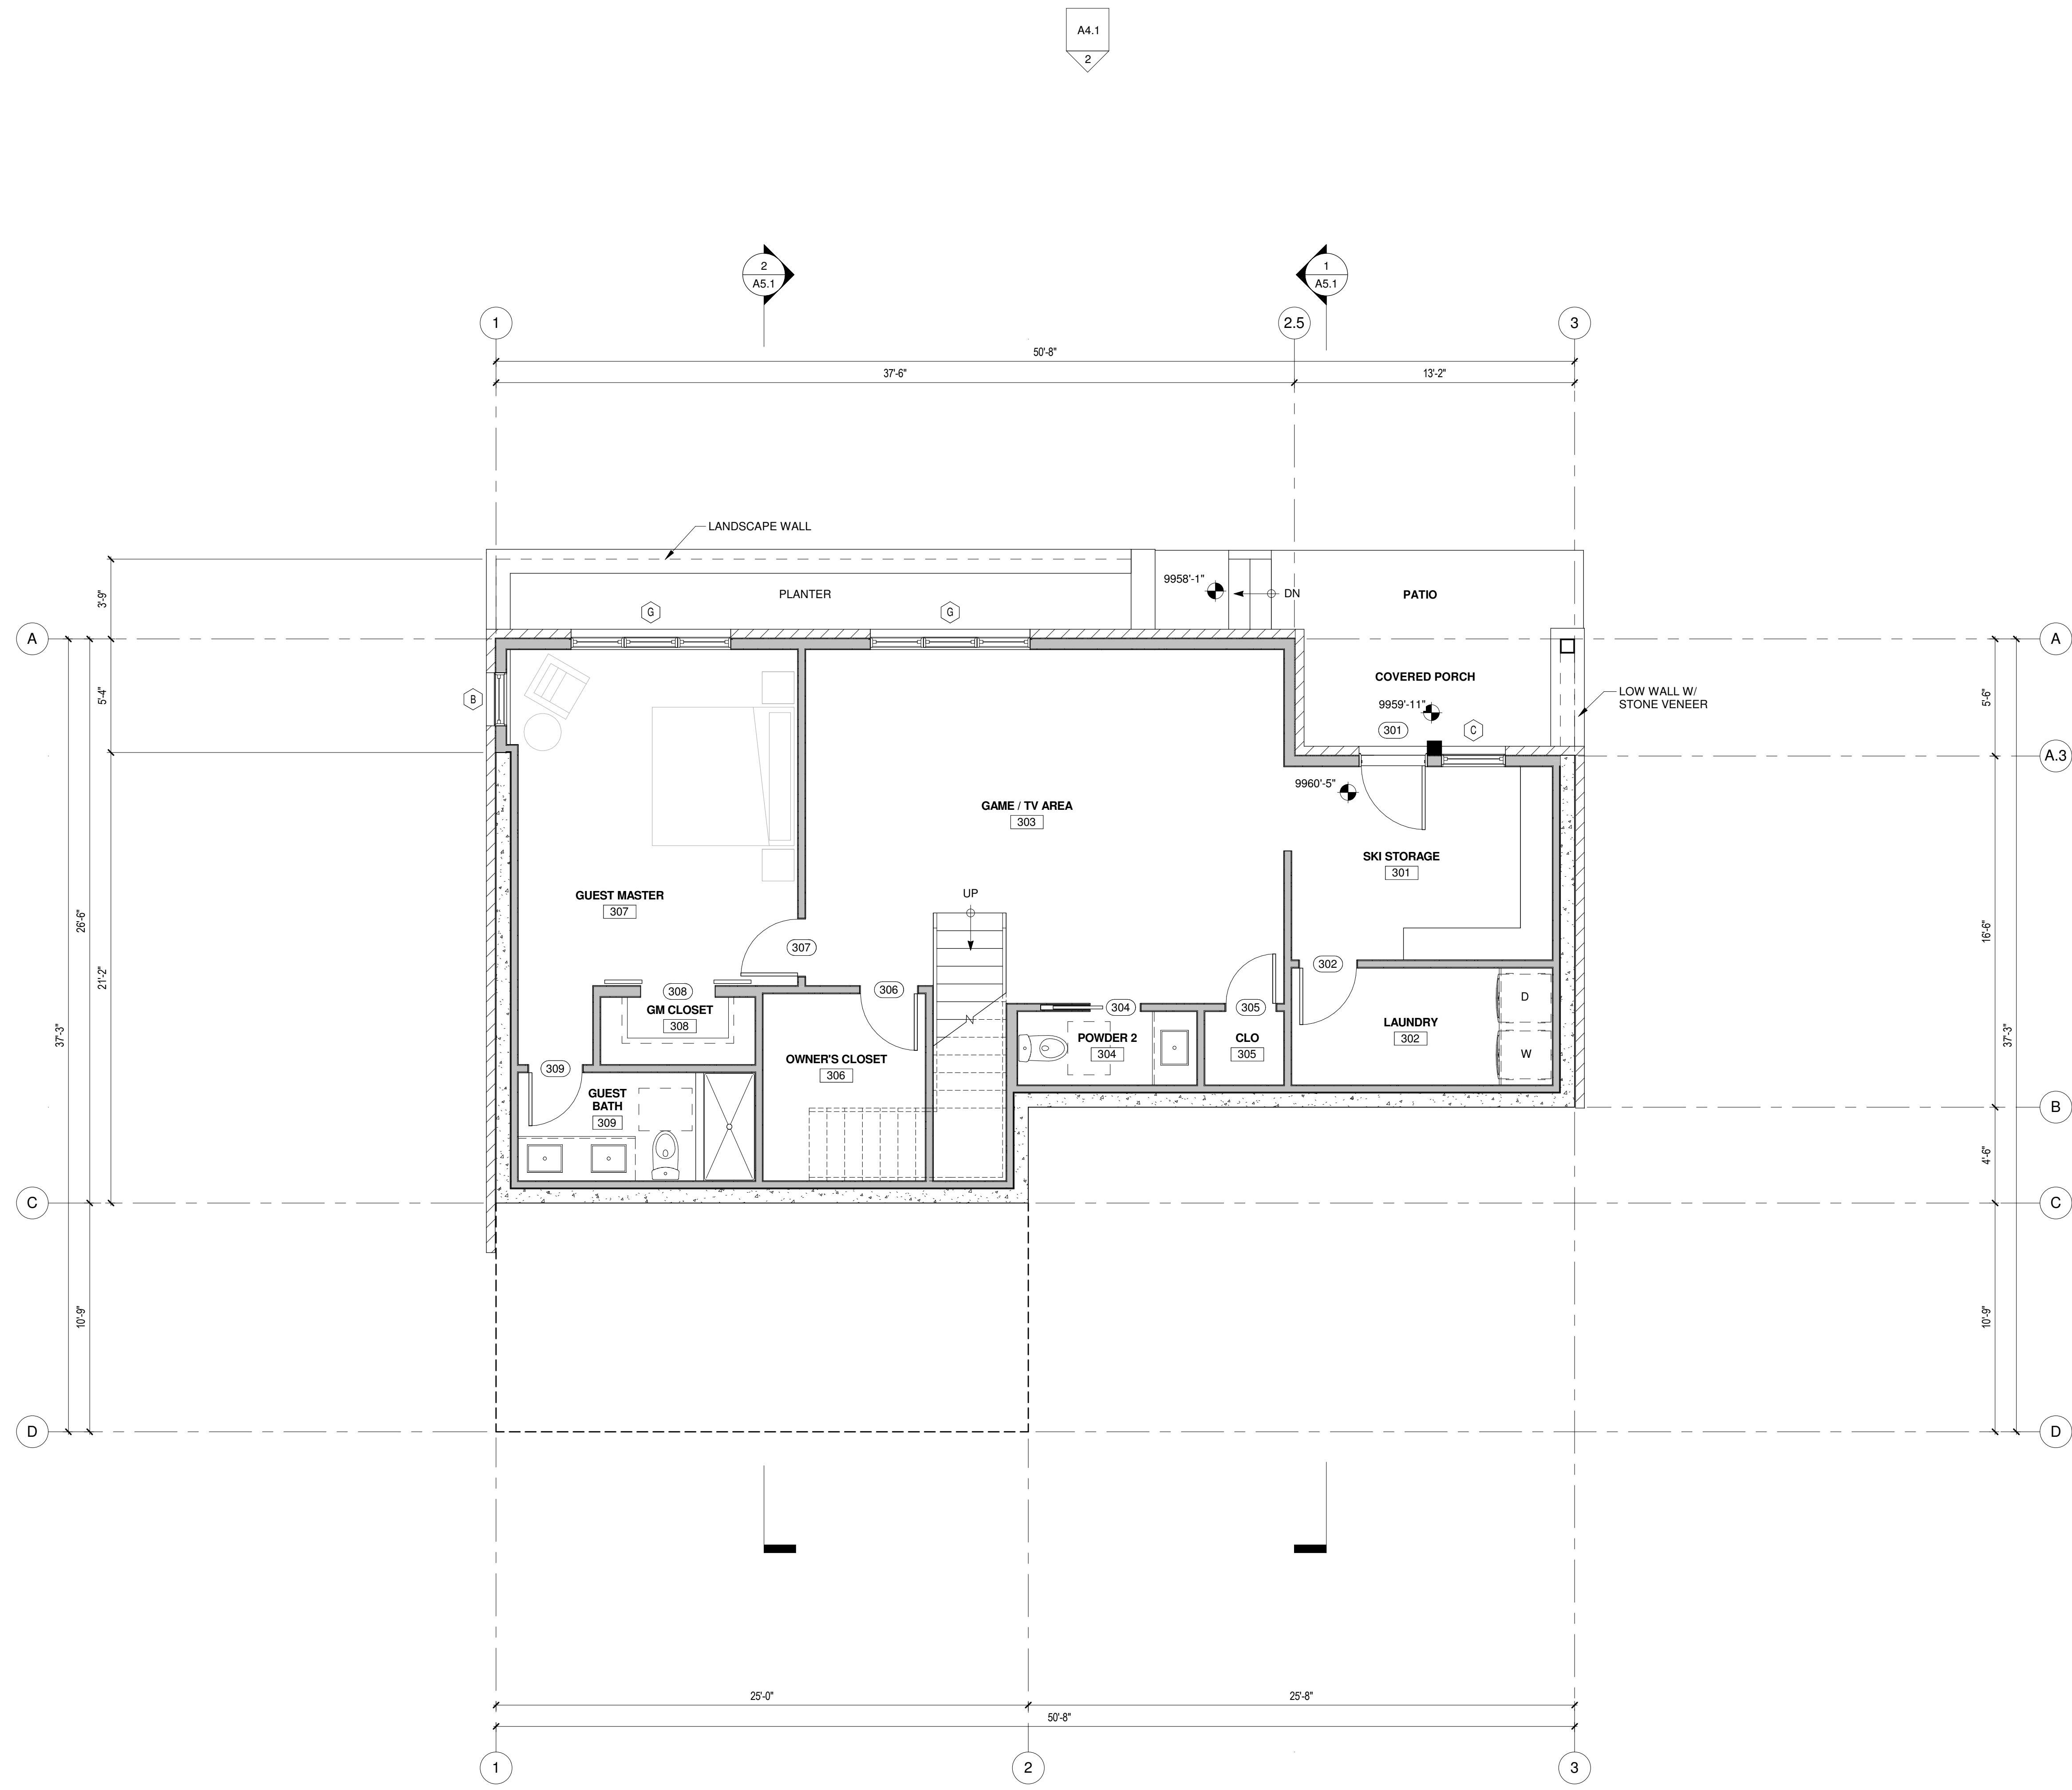 A4.1
2
2
A5.1
1
A5.1
1
2.5
3
50'-8"
37'-6"
13'-2"
LANDSCAPE WALL
3'-9"
9958'-1"
DN
PLANTER
PATIO
G
G
A
A
5'-4"
B
COVERED PORCH
9959'-11"
301
C
LOW WALL W/
STONE VENEER
5'-6"
A.3
9960'-5"
GAME / TV AREA
303
SKI STORAGE
301
GUEST MASTER
307
UP
26'-6"
21'-2"
16'-6"
307
302
308
306
GM CLOSET
308
304
305
D
37'-3"
37'-3"
POWDER 2
304
CLO
305
LAUNDRY
302
W
OWNER'S CLOSET
306
309
GUEST
BATH
309
B
4'-6"
C
C
10'-9"
10'-9"
D
D
25'-0"
25'-8"
50'-8"
1
2
3